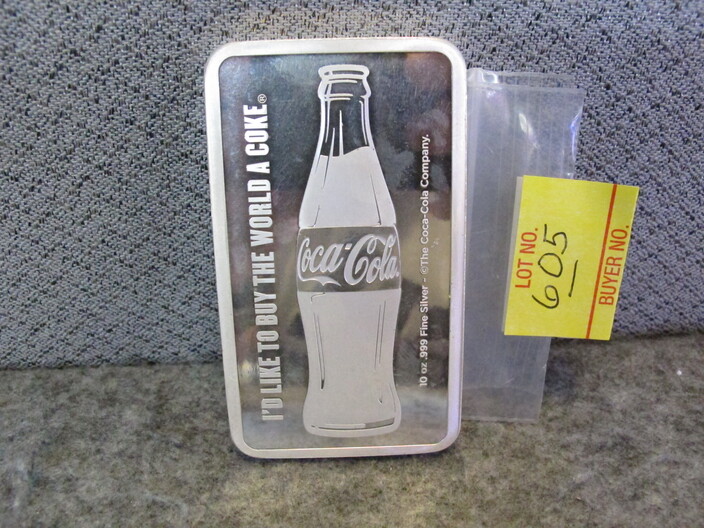 I'D LIKE TO BUY THE WORLD A COKE®
Coca-Cola
10 oz .999 Fine Silver - ©The Coca-Cola Company.
LOT NO.
605
BUYER NO.